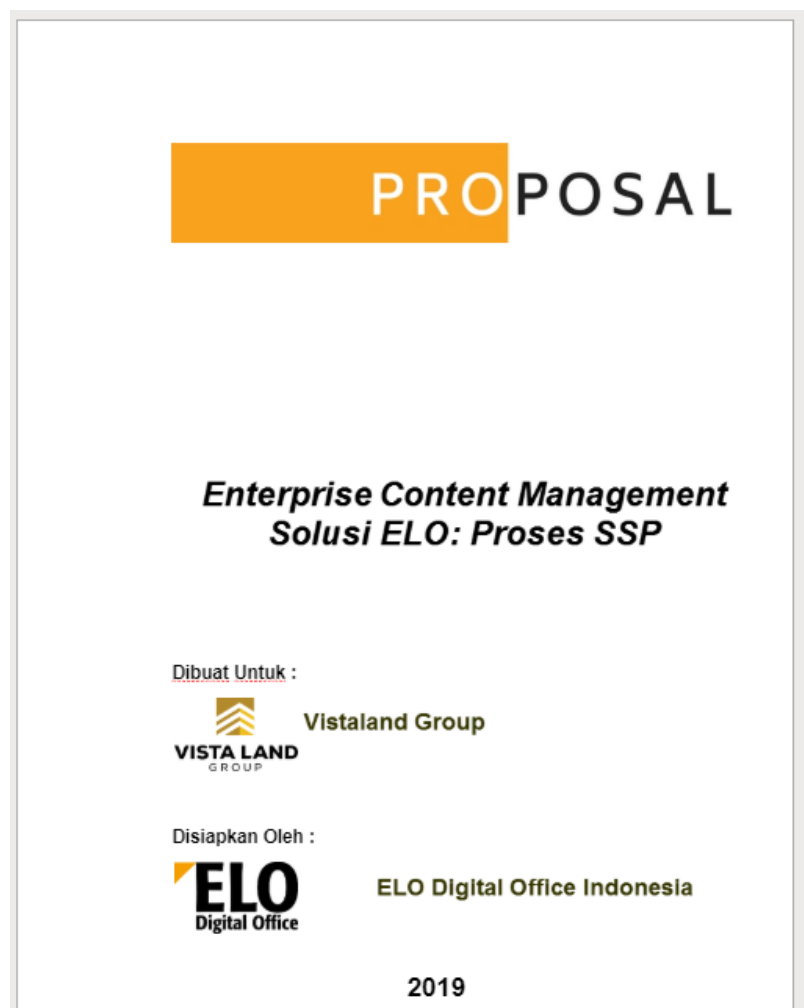 PROPOSAL
Enterprise Content Management
Solusi ELO: Proses SSP
Dibuat Untuk :
Vistaland Group
VISTA LAND
GROUP
Disiapkan Oleh :
ELO
Digital Office
ELO Digital Office Indonesia
2019